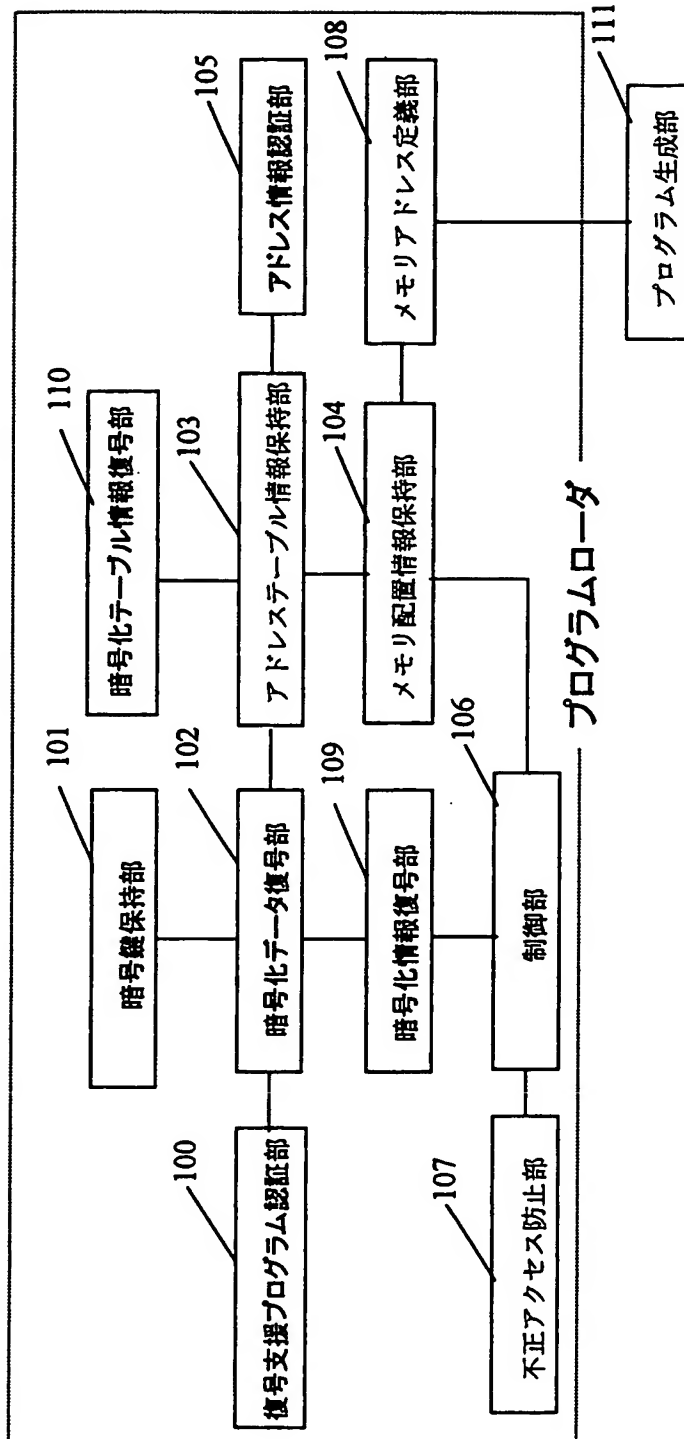 101
暗号鍵保持部
110
暗号化テーブル情報復号部
100
復号支援プログラム認証部
102
暗号化データ復号部
103
アドレステーブル情報保持部
105
アドレス情報認証部
109
暗号化情報復号部
104
メモリ配置情報保持部
108
メモリアドレス定義部
107
不正アクセス防止部
106
制御部
プログラムローダ
111
プログラム生成部